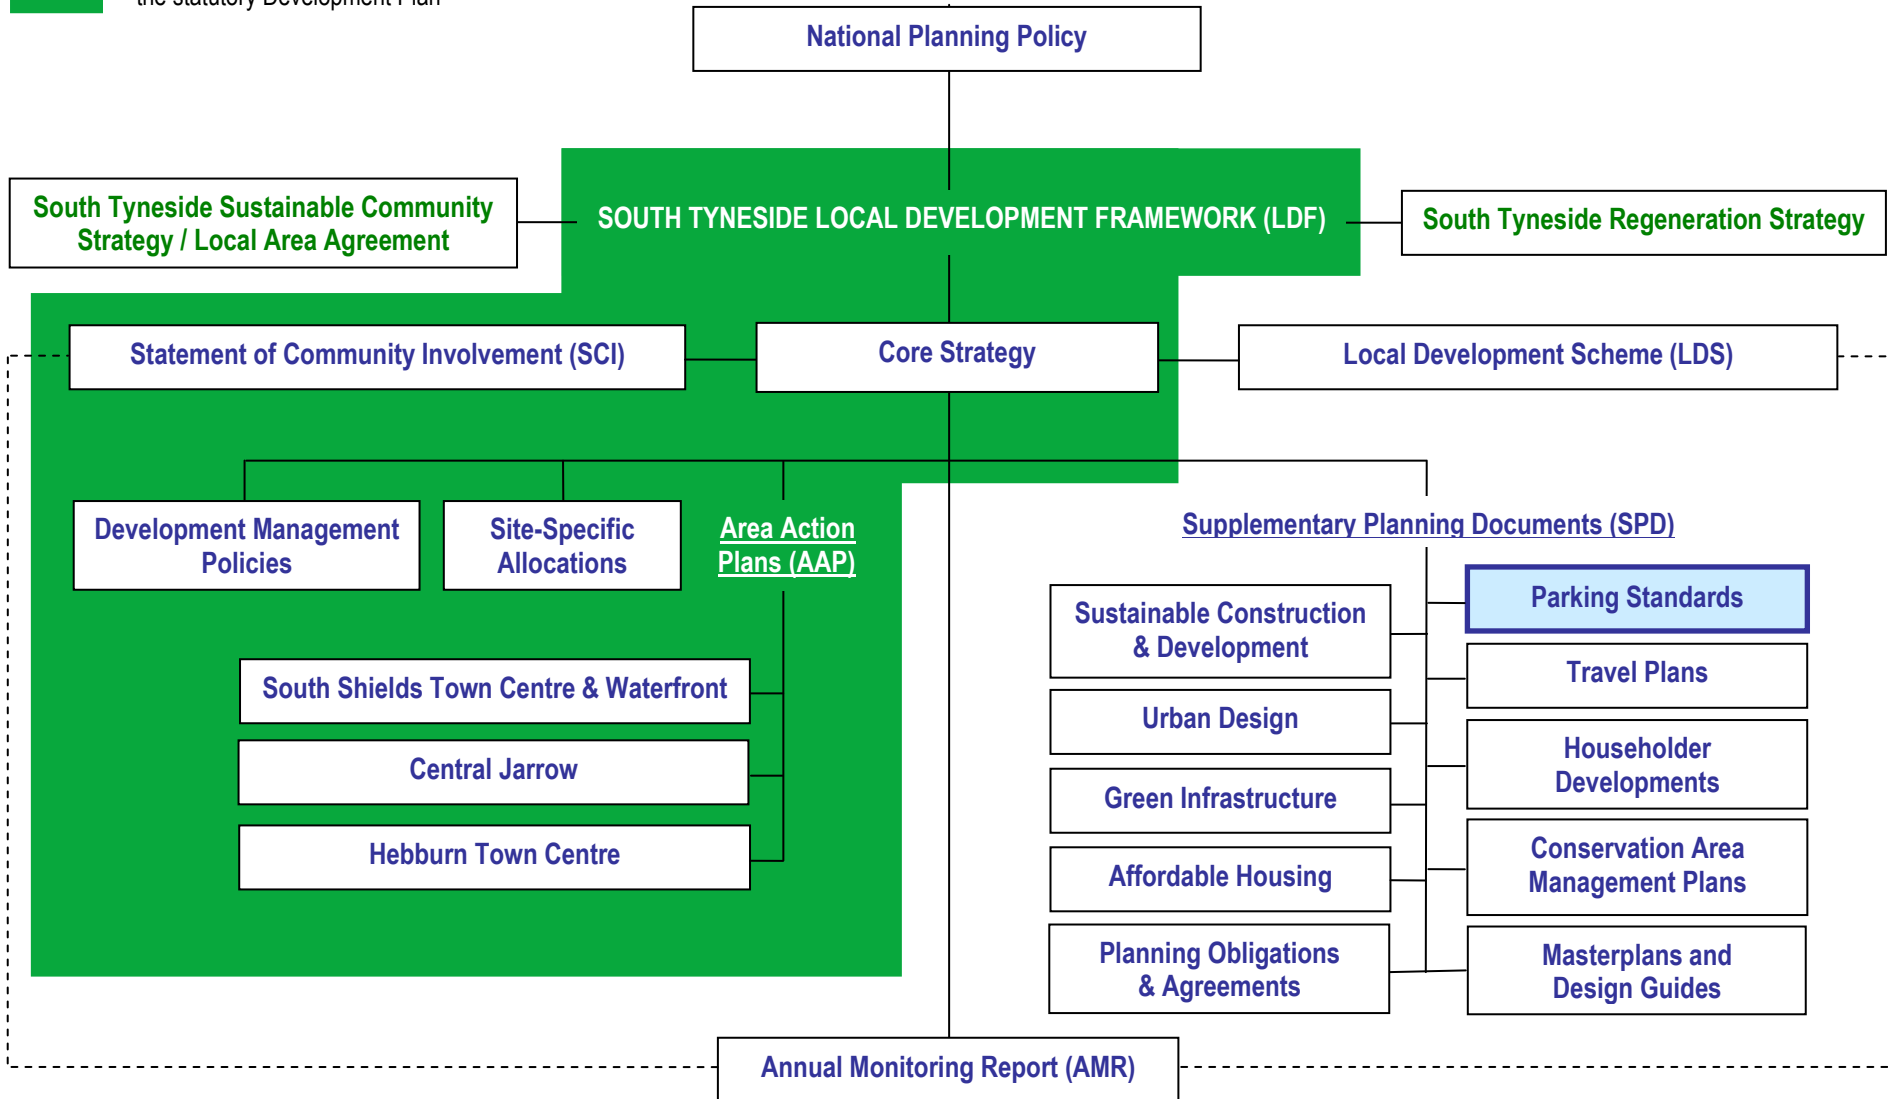 the statutory Development Plan
National Planning Policy
South Tyneside Sustainable Community
Strategy / Local Area Agreement
SOUTH TYNESIDE LOCAL DEVELOPMENT FRAMEWORK (LDF)
South Tyneside Regeneration Strategy
Statement of Community Involvement (SCI)
Core Strategy
Local Development Scheme (LDS)
Development Management
Policies
Site-Specific
Allocations
Area Action
Plans (AAP)
South Shields Town Centre & Waterfront
Central Jarrow
Hebburn Town Centre
Supplementary Planning Documents (SPD)
Sustainable Construction
& Development
Urban Design
Green Infrastructure
Affordable Housing
Planning Obligations
& Agreements
Parking Standards
Travel Plans
Householder
Developments
Conservation Area
Management Plans
Masterplans and
Design Guides
Annual Monitoring Report (AMR)